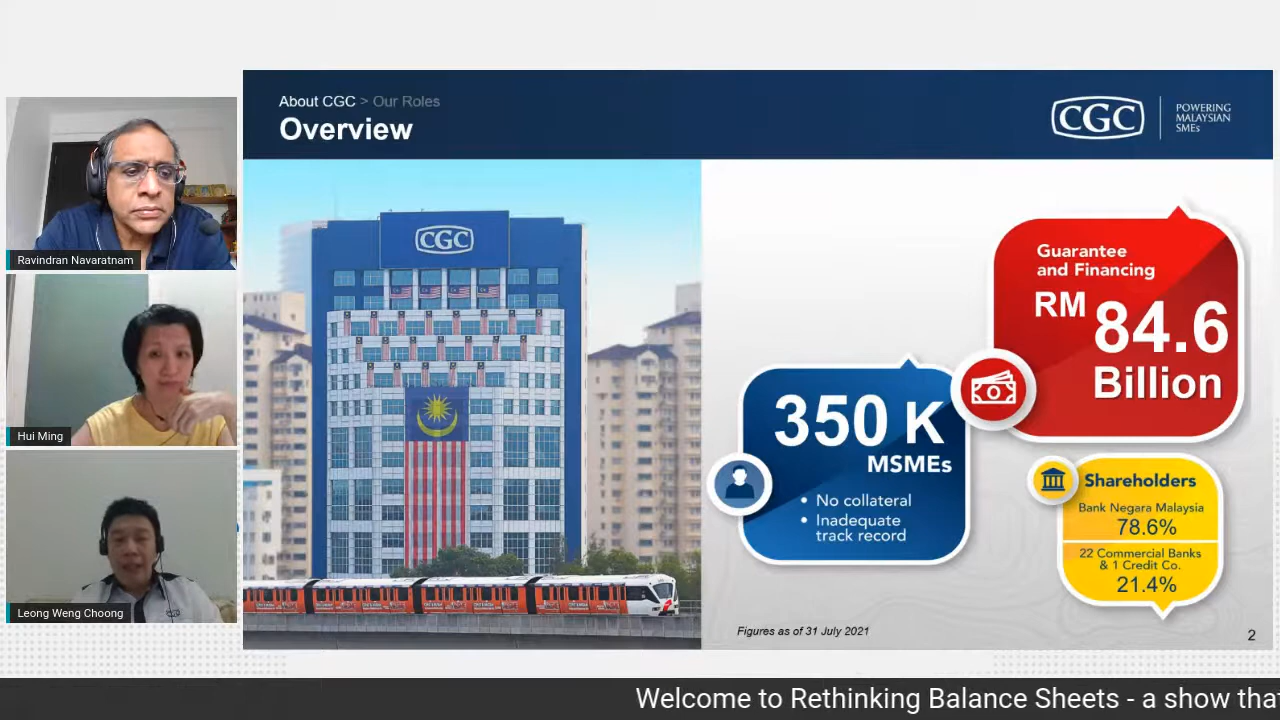 About CGC > Our Roles
Overview
CGC
POWERING
MALAYSIAN
SMEs
Ravindran Navaratnam
Hui Ming
Leong Weng Choong
CGC
Guarantee
and Financing
RM 84.6
Billion
350 K
MSMEs
• No collateral
• Inadequate
track record
Shareholders
Bank Negara Malaysia
78.6%
22 Commercial Banks
& 1 Credit Co.
21.4%
Figures as of 31 July 2021
2
Welcome to Rethinking Balance Sheets - a show that